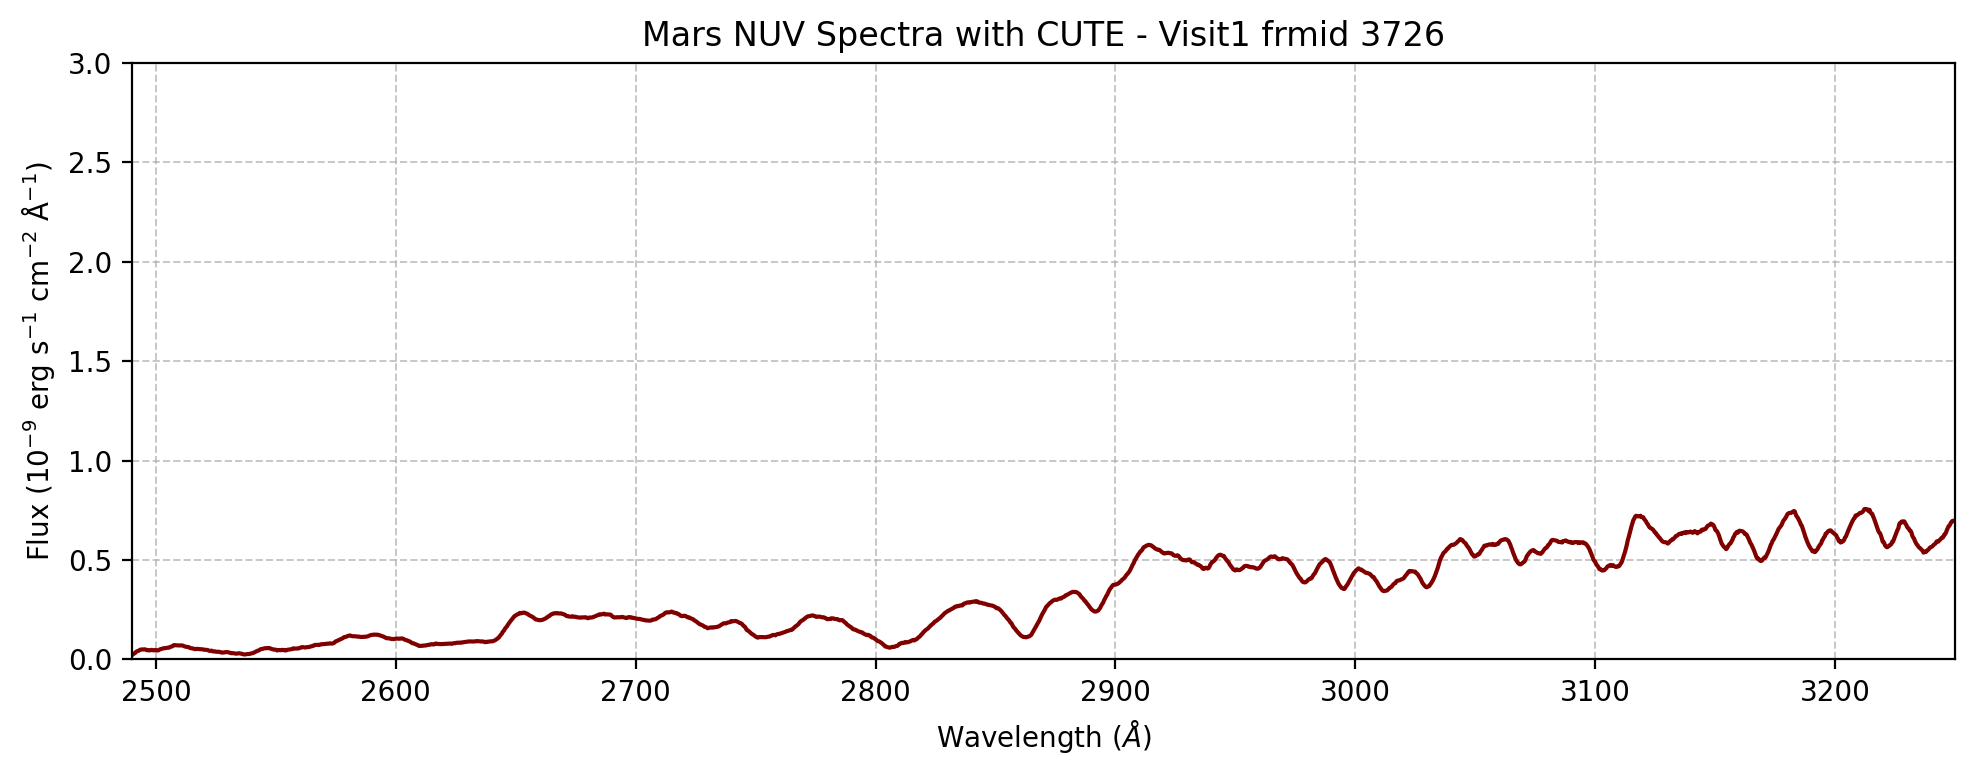 Mars NUV Spectra with CUTE - Visit1 frmid 3726
Flux (10⁻⁹ erg s⁻¹ cm⁻² Å⁻¹)
3.0
2.5
2.0
1.5
1.0
0.5
0.0
2500 2600 2700 2800 2900 3000 3100 3200
Wavelength (Å)